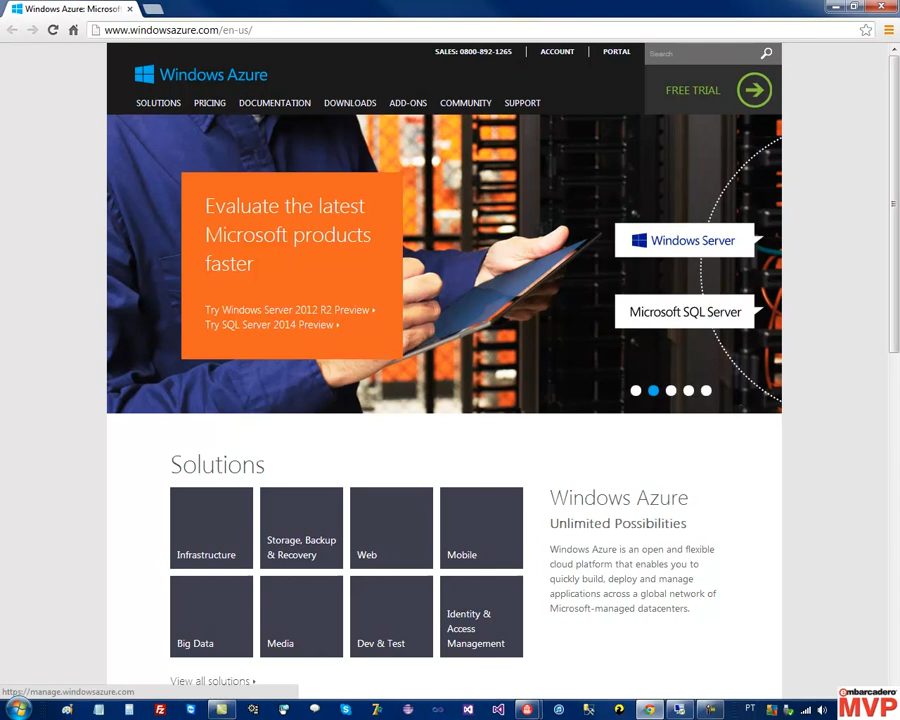 Windows Azure: Microsof
www.windowsazure.com/en-us/
SALES: 0800-892-1265
ACCOUNT
PORTAL
Search
Windows Azure
FREE TRIAL
SOLUTIONS
PRICING
DOCUMENTATION
DOWNLOADS
ADD-ONS
COMMUNITY
SUPPORT
Evaluate the latest
Microsoft products
faster
Try Windows Server 2012 R2 Preview
Try SQL Server 2014 Preview
Windows Server
Microsoft SQL Server
Solutions
Infrastructure
Storage, Backup
& Recovery
Web
Mobile
Big Data
Media
Dev & Test
Identity &
Access
Management
View all solutions
Windows Azure
Unlimited Possibilities
Windows Azure is an open and flexible
cloud platform that enables you to
quickly build, deploy and manage
applications across a global network of
Microsoft-managed datacenters.
https://manage.windowsazure.com
PT
embarcadero
MVP